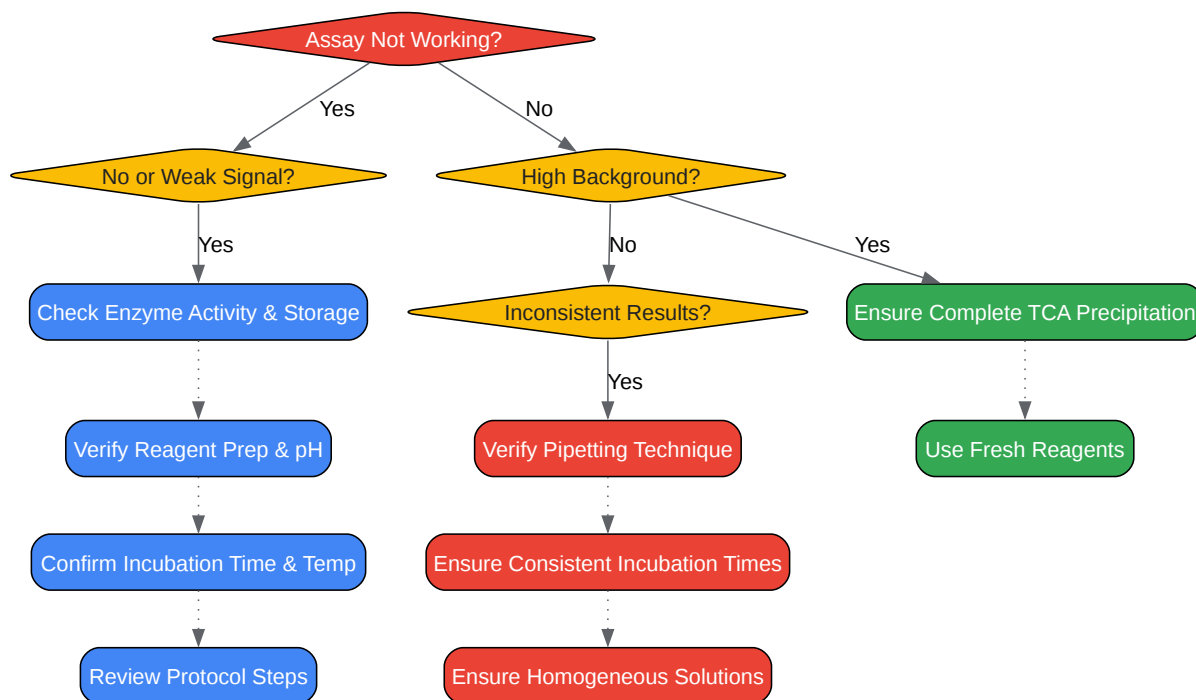 Assay Not Working?
Yes
No
No or Weak Signal?
High Background?
Yes
No
Yes
Check Enzyme Activity & Storage
Inconsistent Results?
Ensure Complete TCA Precipitation
Yes
Verify Reagent Prep & pH
Verify Pipetting Technique
Use Fresh Reagents
Confirm Incubation Time & Temp
Ensure Consistent Incubation Times
Review Protocol Steps
Ensure Homogeneous Solutions